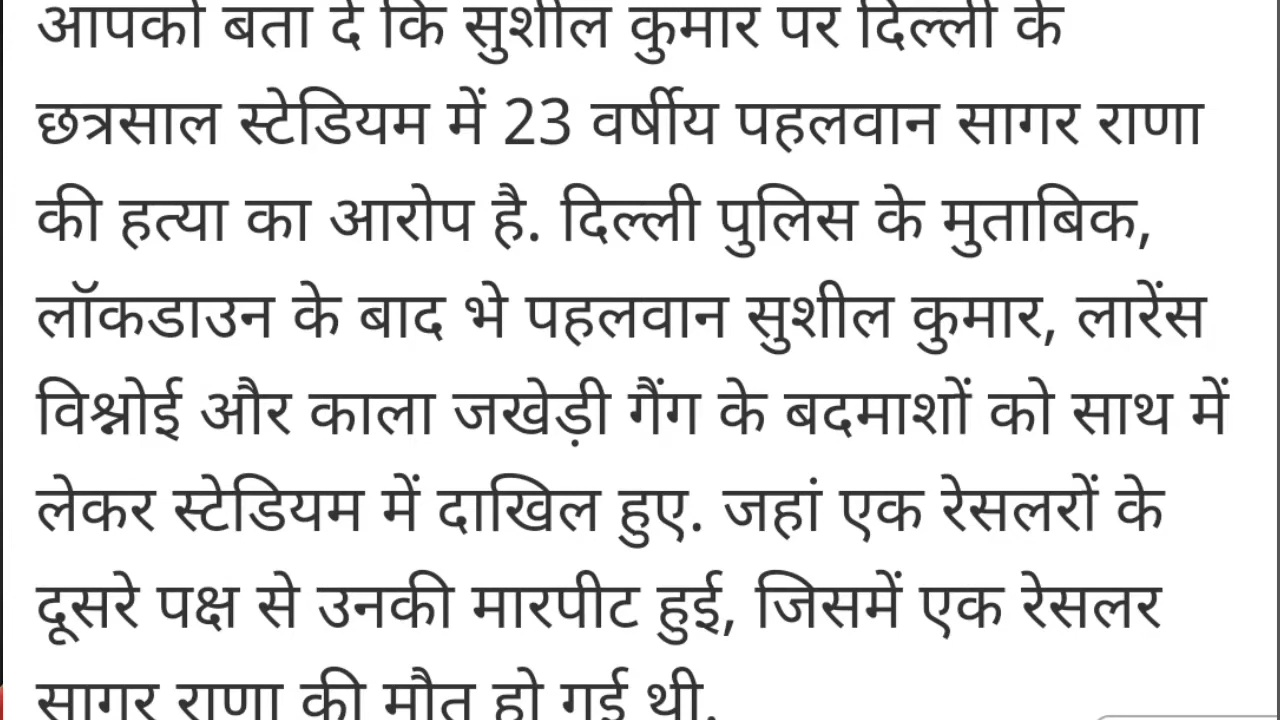 आपको बता दें कि सुशील कुमार पर दिल्ली के
छत्रसाल स्टेडियम में 23 वर्षीय पहलवान सागर राणा
की हत्या का आरोप है. दिल्ली पुलिस के मुताबिक,
लॉकडाउन के बाद भे पहलवान सुशील कुमार, लारेंस
विश्नोई और काला जखेड़ी गैंग के बदमाशों को साथ में
लेकर स्टेडियम में दाखिल हुए. जहां एक रेसलरों के
दूसरे पक्ष से उनकी मारपीट हुई, जिसमें एक रेसलर
सागर राणा की मौत हो गई थी.